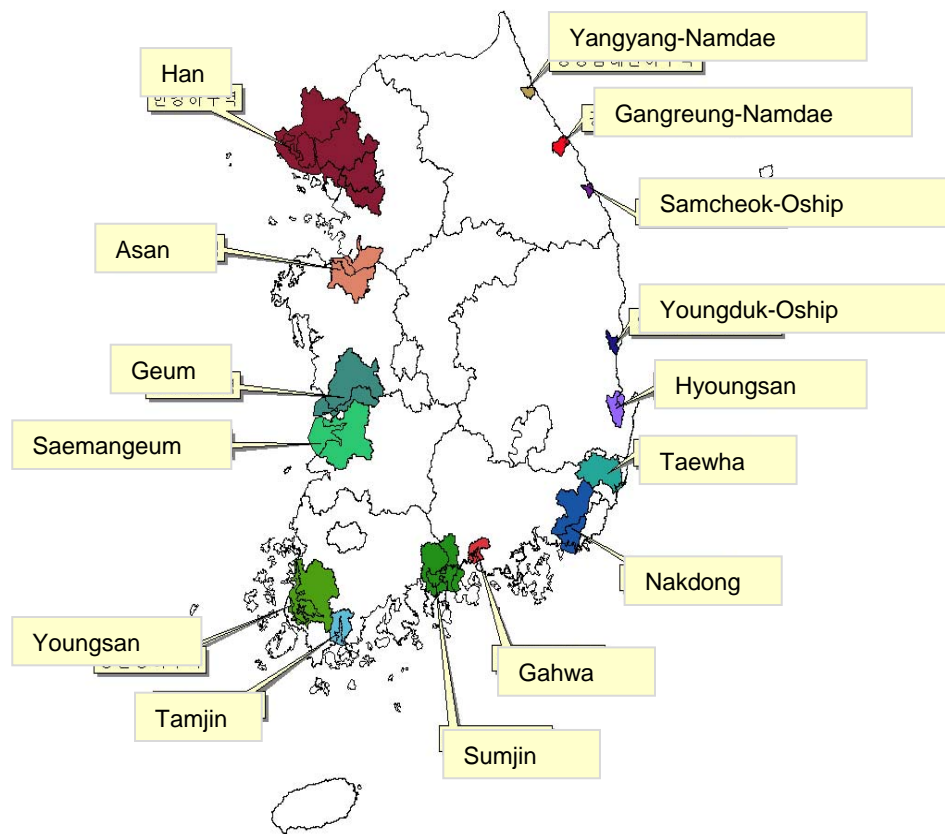 Yangyang-Namdae
Han
Gangreung-Namdae
Samcheok-Oship
Asan
Youngduk-Oship
Geum
Hyoungsan
Saemangeum
Taewha
Nakdong
Youngsan
Gahwa
Tamjin
Sumjin